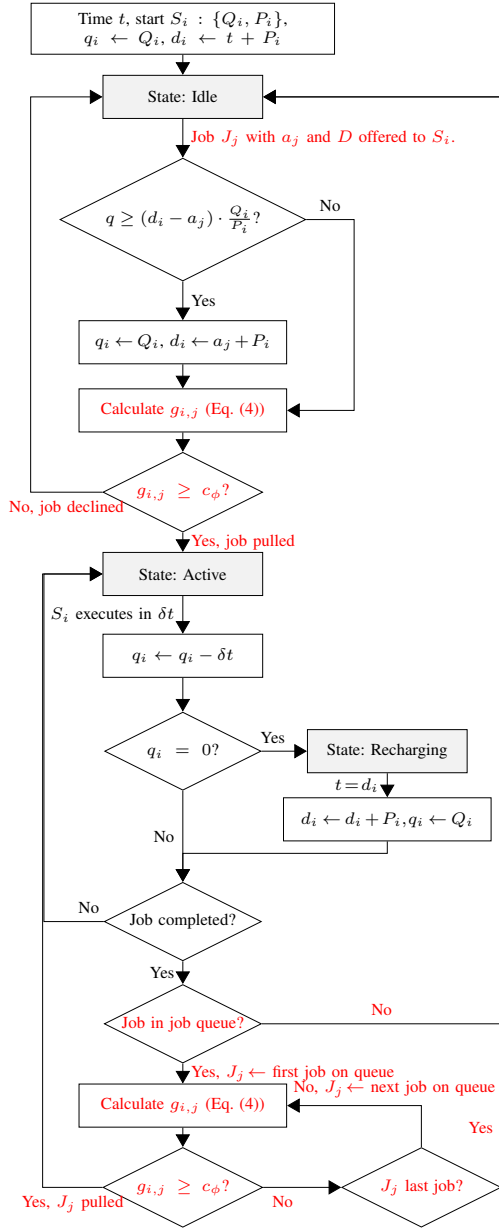 Time t, start S_i : {Q_i, P_i},
q_i ← Q_i, d_i ← t + P_i
State: Idle
Job J_j with a_j and D offered to S_i.
q ≥ (d_i − a_j) · Q_i/P_i?
No
Yes
q_i ← Q_i, d_i ← a_j + P_i
Calculate g_{i,j} (Eq. (4))
g_{i,j} ≥ c_ϕ?
No, job declined
Yes, job pulled
State: Active
S_i executes in δt
q_i ← q_i − δt
q_i = 0?
Yes
State: Recharging
t = d_i
d_i ← d_i + P_i, q_i ← Q_i
No
Job completed?
No
Yes
Job in job queue?
No
Yes, J_j ← first job on queue
No, J_j ← next job on queue
Calculate g_{i,j} (Eq. (4))
Yes
g_{i,j} ≥ c_ϕ?
J_j last job?
Yes, J_j pulled
No